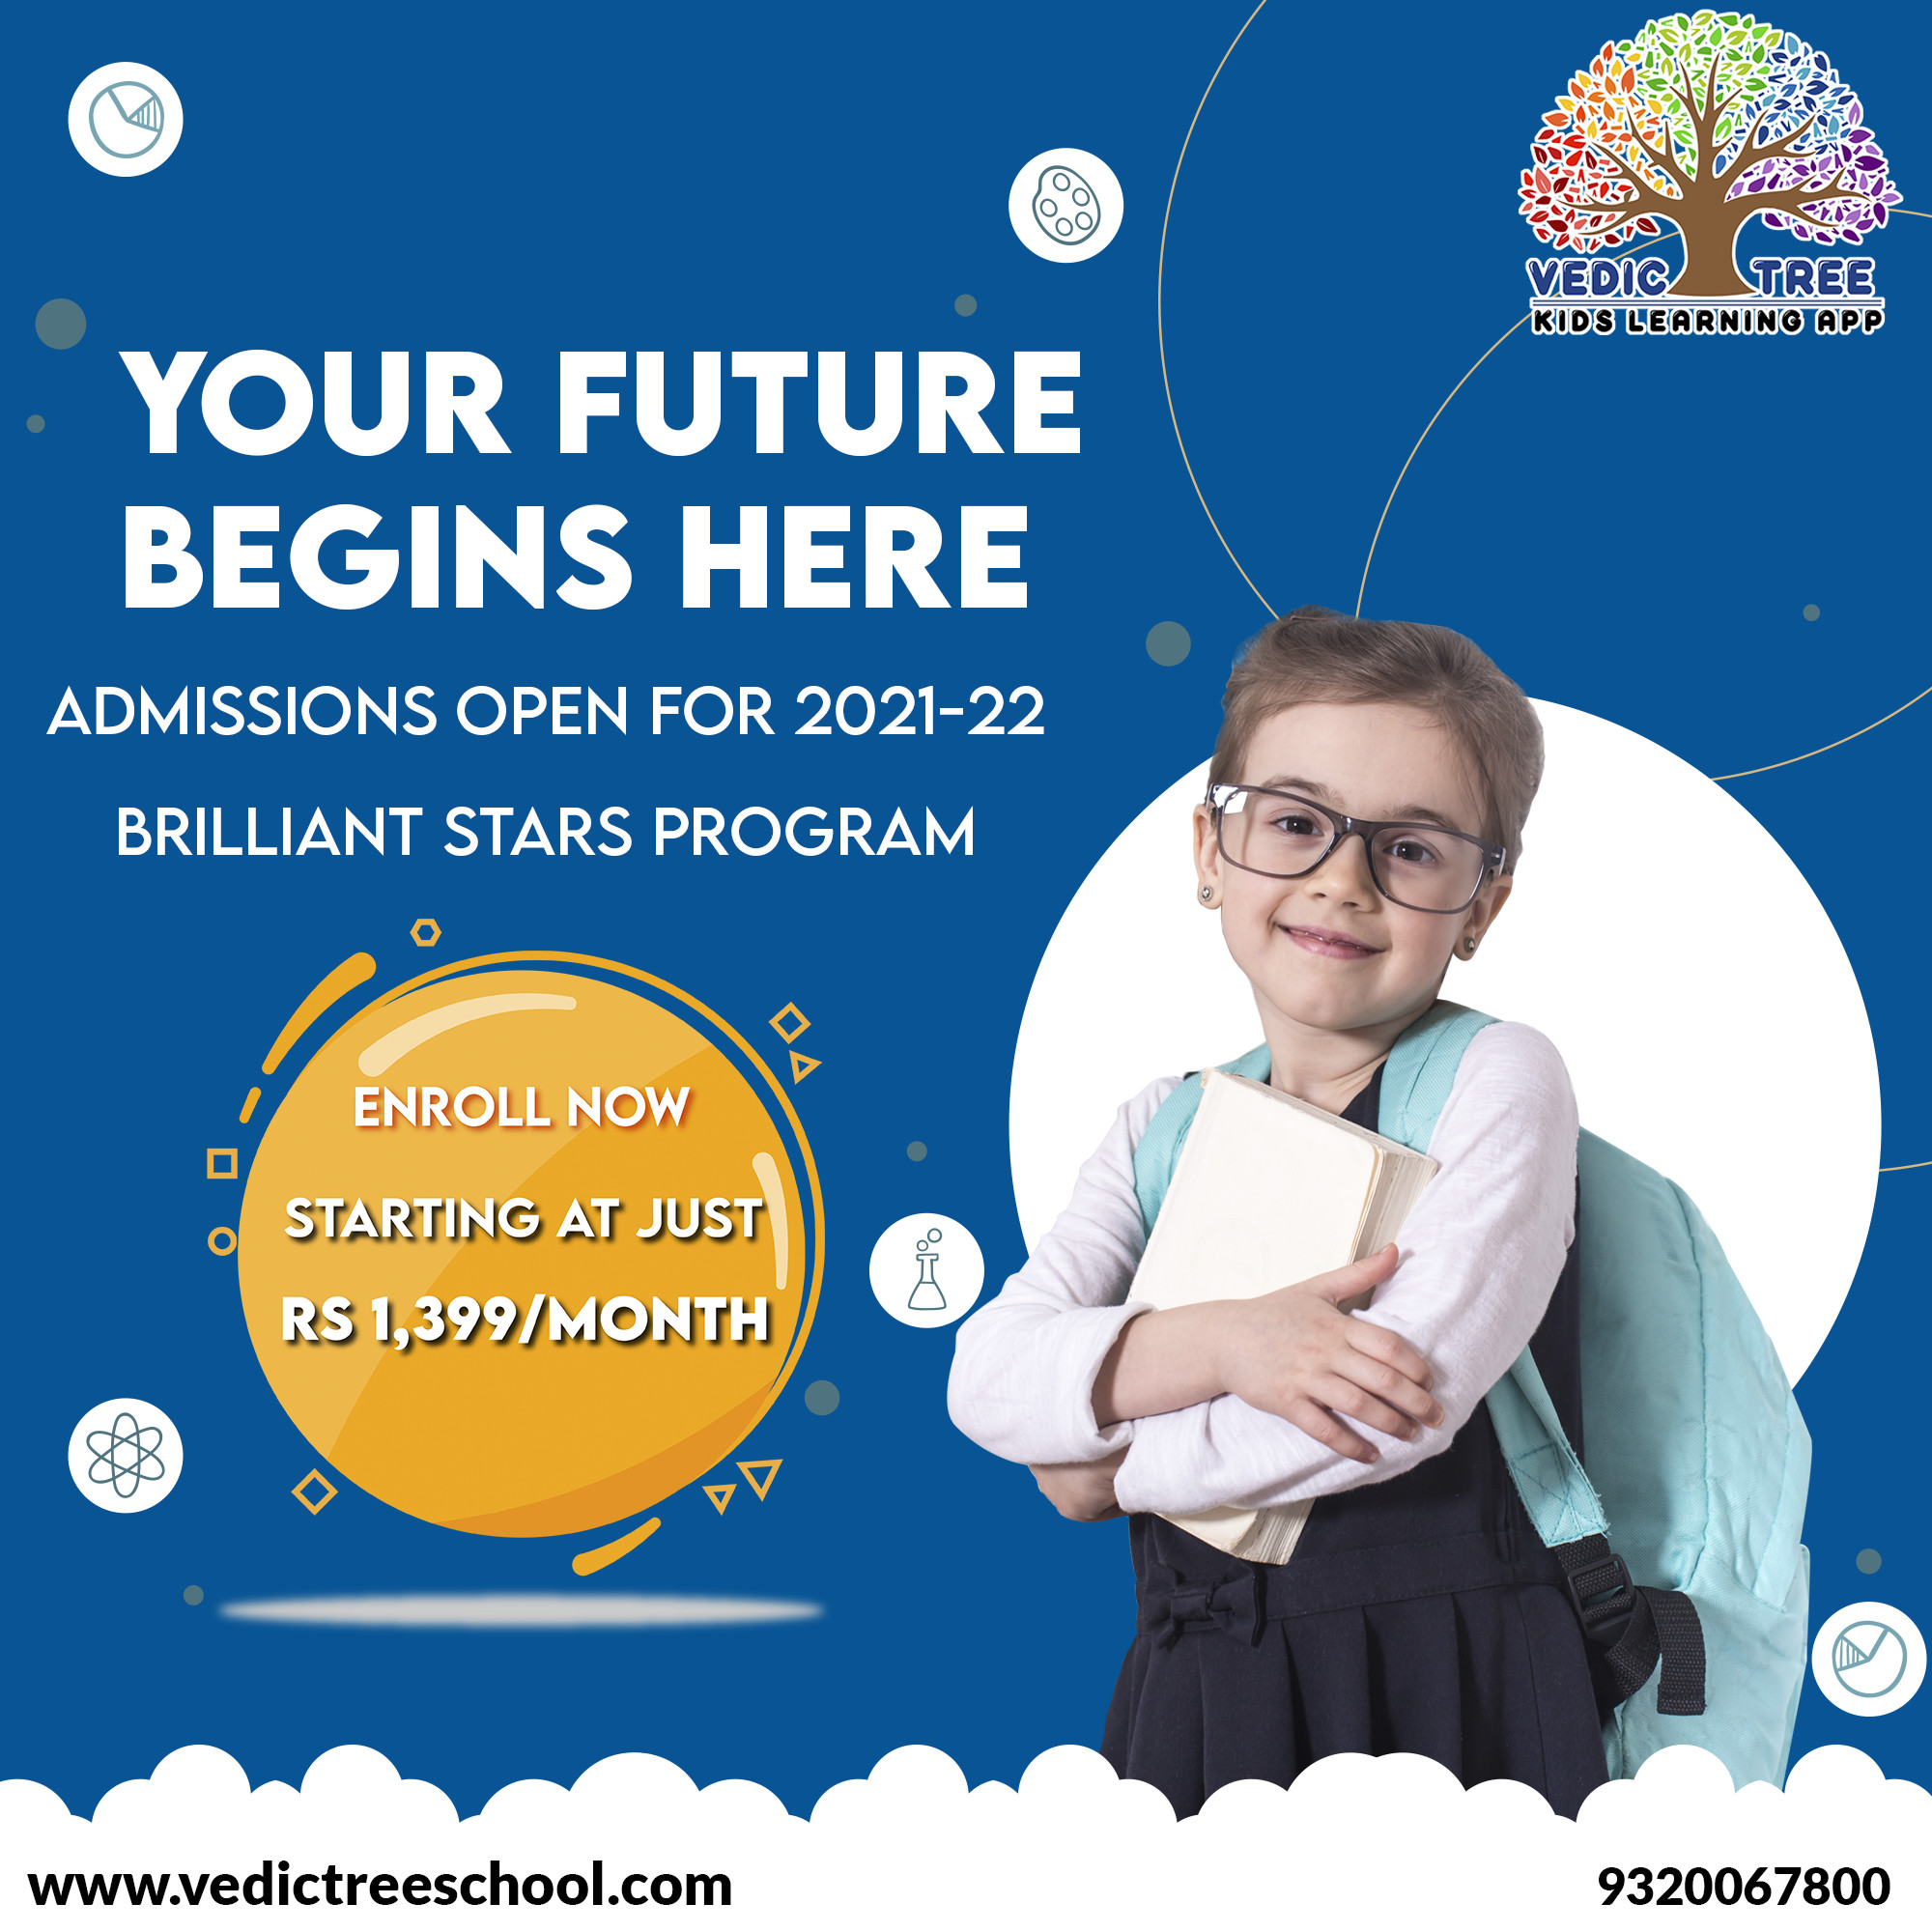 VEDIC TREE
KIDS LEARNING APP
YOUR FUTURE
BEGINS HERE
ADMISSIONS OPEN FOR 2021-22
BRILLIANT STARS PROGRAM
ENROLL NOW
STARTING AT JUST
RS 1,399/MONTH
www.vedictreeschool.com
9320067800